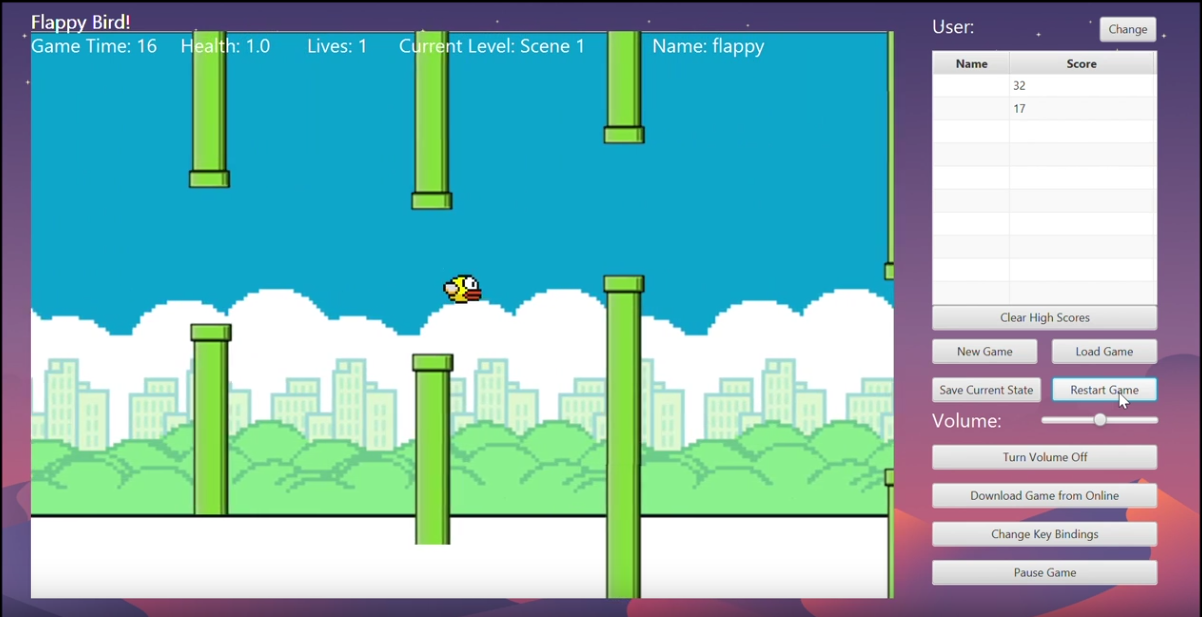 Flappy Bird!
Game Time: 16 Health: 1.0 Lives: 1 Current Level: Scene 1 Name: flappy
User:
Change
Name Score
32
17
Clear High Scores
New Game Load Game
Save Current State Restart Game
Volume:
Turn Volume Off
Download Game from Online
Change Key Bindings
Pause Game